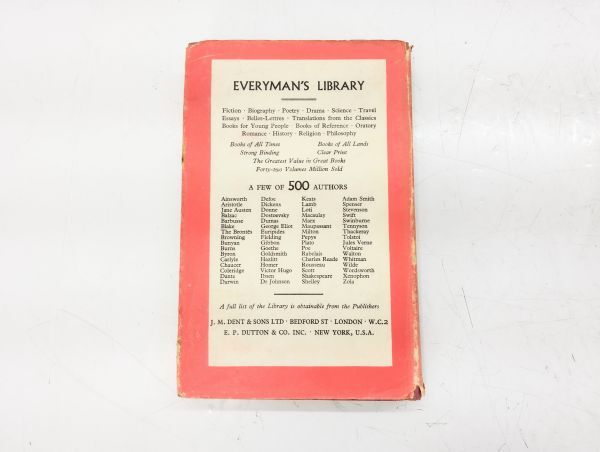 EVERYMAN'S LIBRARY
Fiction · Biography · Poetry · Drama · Science · Travel
Essays · Belles-Lettres · Translations from the Classics
Books for Young People · Books of Reference · Oratory
Romance · History · Religion · Philosophy
Books of All Times Books of All Lands
Strong Binding Clear Print
The Greatest Value in Great Books
Forty-two Volumes Million Sold
A FEW OF 500 AUTHORS
Ainsworth Defoe Keats Adam Smith
Aristotle Dickens Lamb Spenser
Jane Austen Donne Loti Stevenson
Balzac Dostoevsky Macaulay Swift
Barbusse Dumas Marx Swinburne
Blake George Eliot Maupassant Tennyson
The Brontës Euripides Milton Thackeray
Browning Fielding Pepys Tolstoi
Bunyan Gibbon Plato Jules Verne
Burns Goethe Poe Voltaire
Byron Goldsmith Rabelais Walton
Carlyle Hazlitt Charles Reade Whitman
Chaucer Homer Rousseau Wilde
Coleridge Victor Hugo Scott Wordsworth
Dante Ibsen Shakespeare Xenophon
Darwin Dr Johnson Shelley Zola
A full list of the Library is obtainable from the Publishers
J. M. DENT & SONS LTD · BEDFORD ST · LONDON · W.C.2
E. P. DUTTON & CO. INC. · NEW YORK, U.S.A.